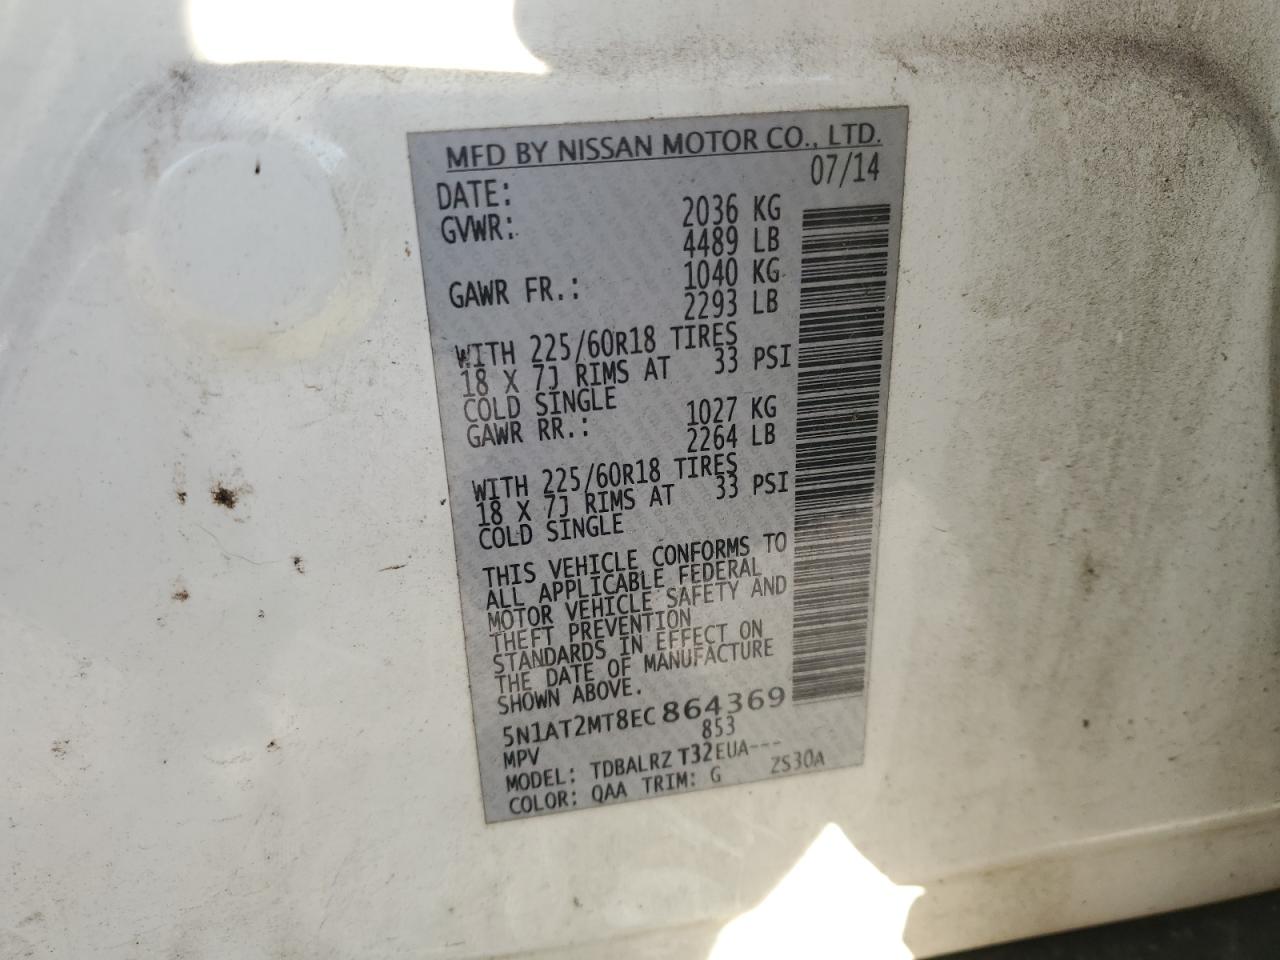 MFD BY NISSAN MOTOR CO., LTD.
DATE: 07/14
GVWR: 2036 KG
4489 LB
GAWR FR.: 1040 KG
2293 LB
WITH 225/60R18 TIRES
18 X 7J RIMS AT 33 PSI
COLD SINGLE
GAWR RR.: 1027 KG
2264 LB
WITH 225/60R18 TIRES
18 X 7J RIMS AT 33 PSI
COLD SINGLE
THIS VEHICLE CONFORMS TO
ALL APPLICABLE FEDERAL
MOTOR VEHICLE SAFETY AND
THEFT PREVENTION
STANDARDS IN EFFECT ON
THE DATE OF MANUFACTURE
SHOWN ABOVE.
5N1AT2MT8EC864369
MPV 853
MODEL: TDBALRZ T32EUA---
COLOR: QAA TRIM: G ZS30A